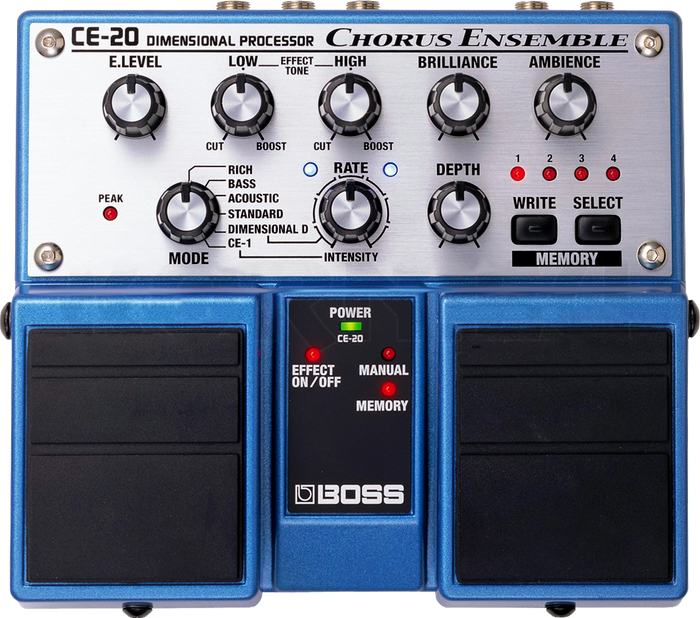 CE-20 DIMENSIONAL PROCESSOR CHORUS ENSEMBLE
E.LEVEL LOW EFFECT TONE HIGH BRILLIANCE AMBIENCE
CUT BOOST CUT BOOST
1 2 3 4
PEAK
RICH
BASS
ACOUSTIC
STANDARD
DIMENSIONAL D
CE-1
MODE
RATE
INTENSITY
DEPTH
WRITE SELECT
MEMORY
POWER
CE-20
EFFECT
ON/OFF
MANUAL
MEMORY
BOSS